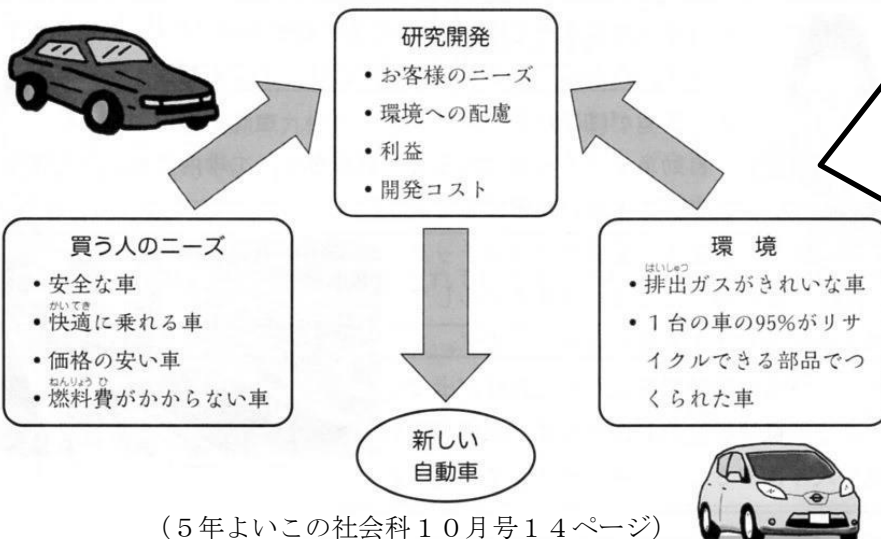 研究開発
・お客様のニーズ
・環境への配慮
・利益
・開発コスト
買う人のニーズ
・安全な車
かいてき
・快適に乗れる車
・価格の安い車
ねんりょう ひ
・燃料費がかからない車
環 境
はいしゅつ
・排出ガスがきれいな車
・1台の車の95%がリサ
イクルできる部品でつ
くられた車
新しい
自動車
(5年よいこの社会科10月号14ページ)